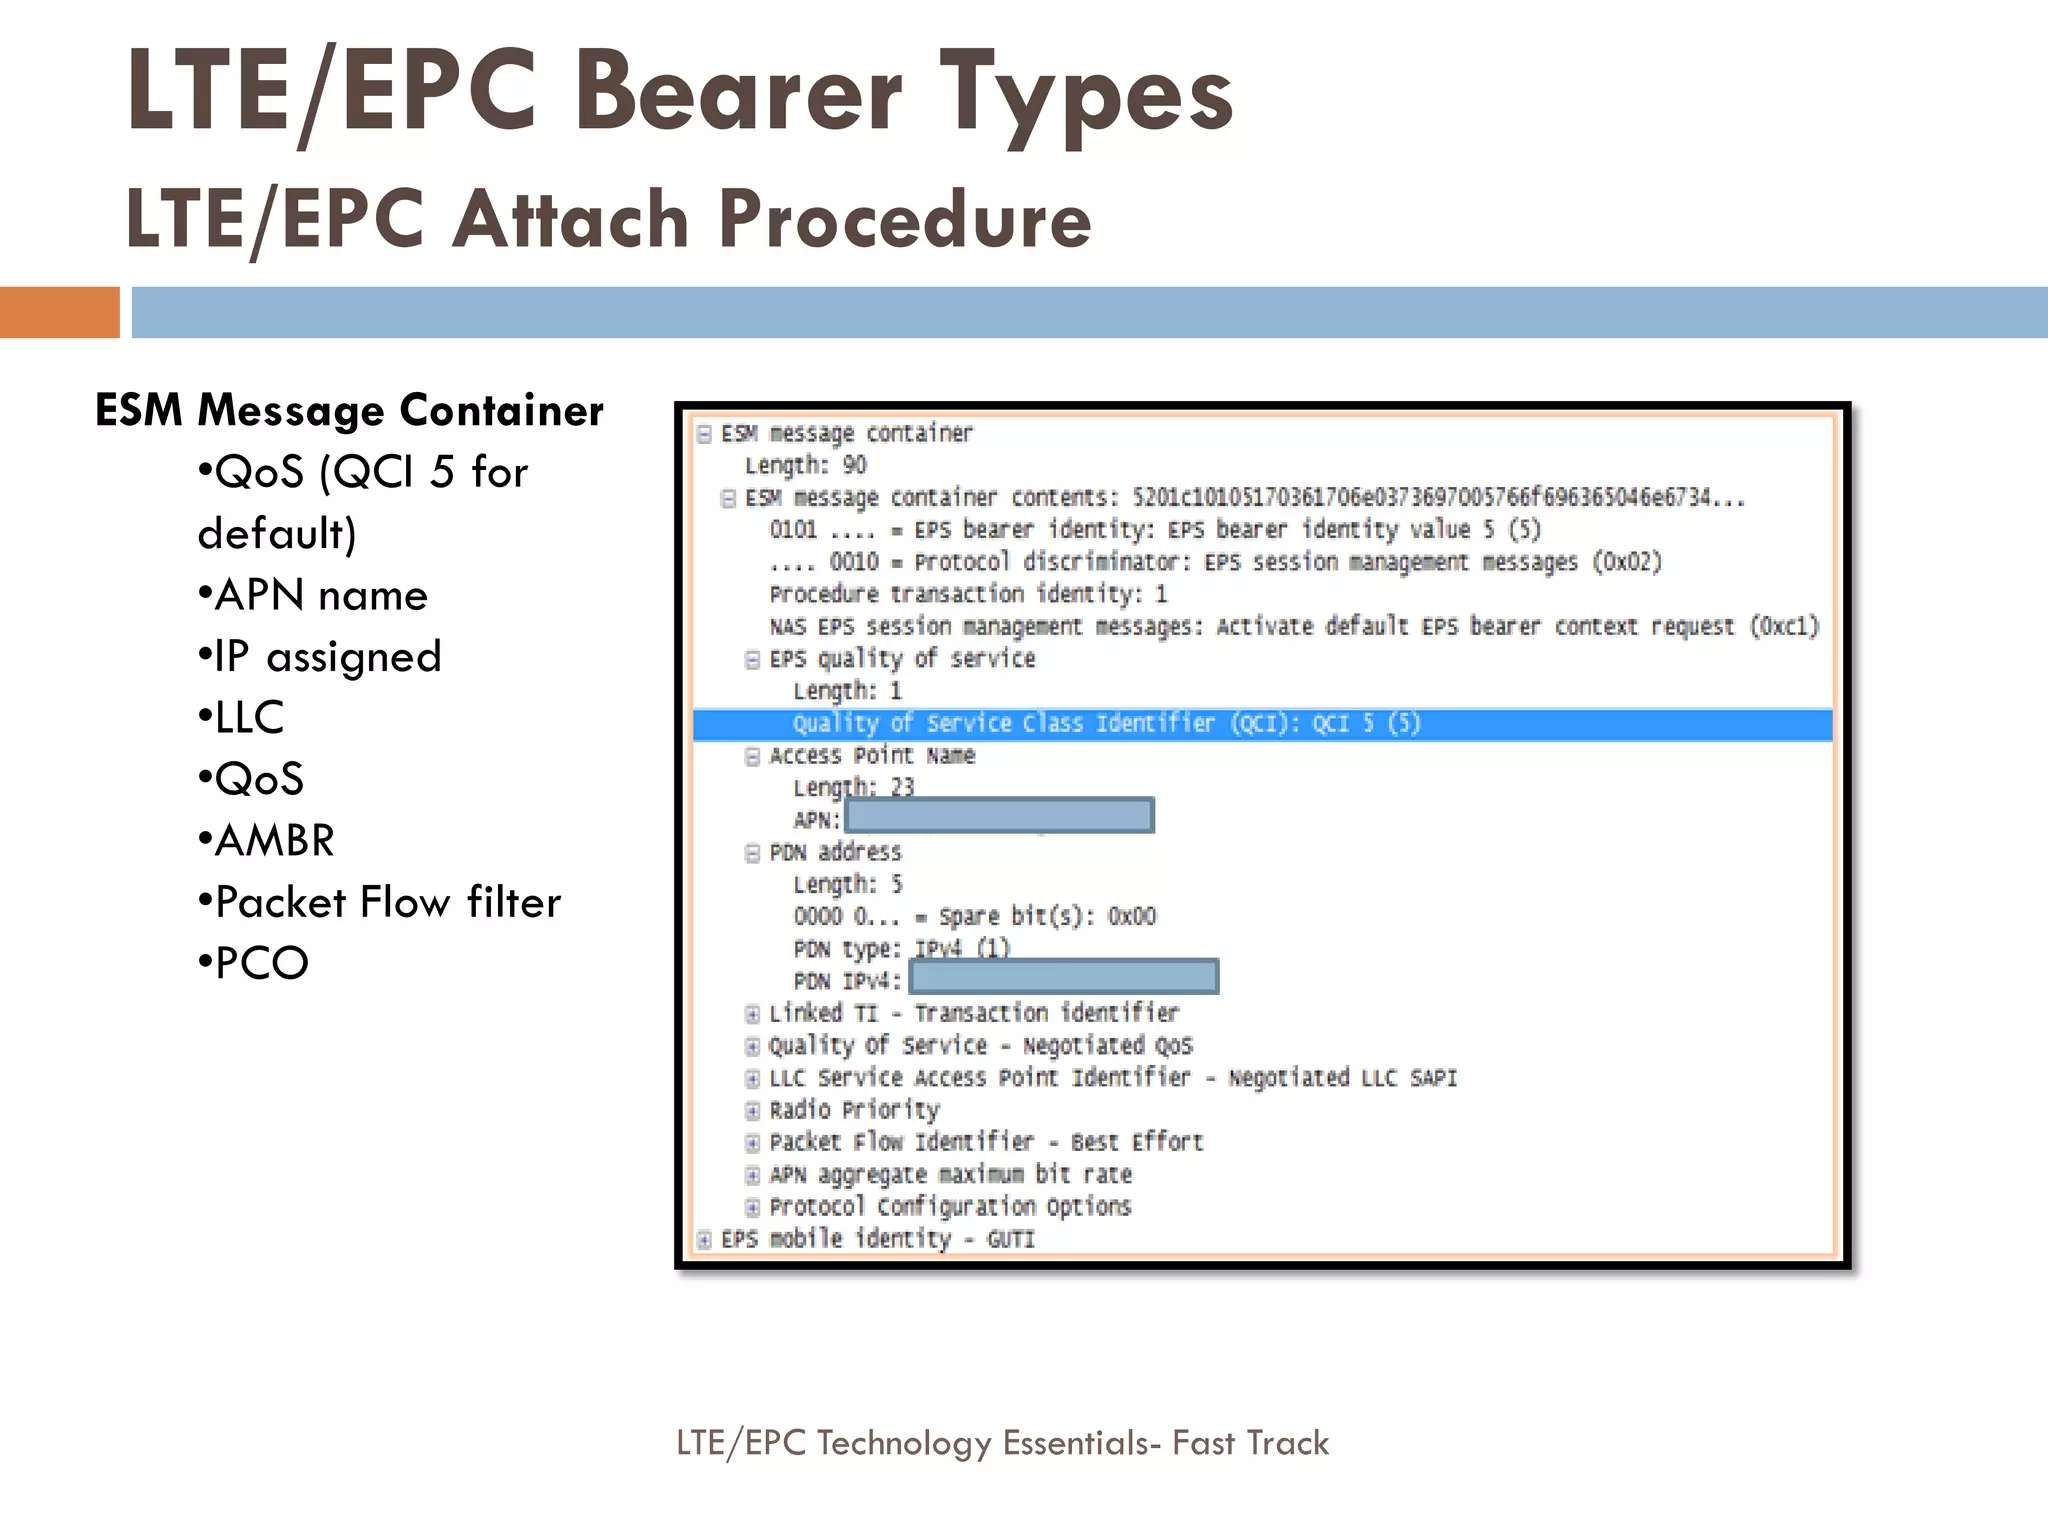 LTE/EPC Bearer Types
LTE/EPC Attach Procedure
ESM Message Container
•QoS (QCI 5 for
default)
•APN name
•IP assigned
•LLC
•QoS
•AMBR
•Packet Flow filter
•PCO
ESM message container
Length: 90
ESM message container contents: 5201c10105170361706e0373697005766f696365046e6734...
0101 .... = EPS bearer identity: EPS bearer identity value 5 (5)
.... 0010 = Protocol discriminator: EPS session management messages (0x02)
Procedure transaction identity: 1
NAS EPS session management messages: Activate default EPS bearer context request (0xc1)
EPS quality of service
Length: 1
Quality of Service Class Identifier (QCI): QCI 5 (5)
Access Point Name
Length: 23
APN:
PDN address
Length: 5
0000 0... = Spare bit(s): 0x00
PDN type: IPv4 (1)
PDN IPv4:
Linked TI - Transaction identifier
Quality Of Service - Negotiated QoS
LLC Service Access Point Identifier - Negotiated LLC SAPI
Radio Priority
Packet Flow Identifier - Best Effort
APN aggregate maximum bit rate
Protocol Configuration Options
EPS mobile identity - GUTI
LTE/EPC Technology Essentials- Fast Track